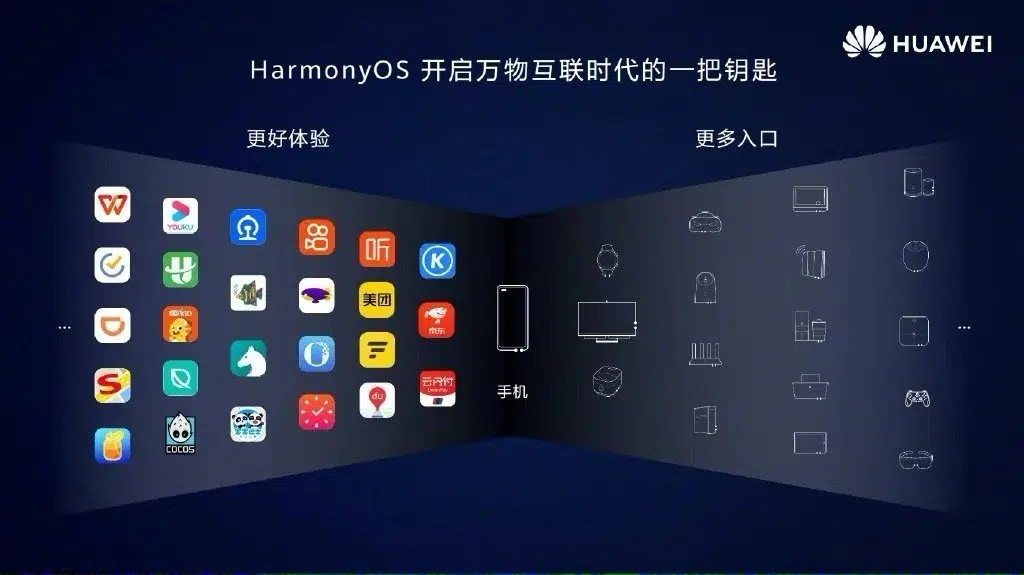 HUAWEI
HarmonyOS 开启万物互联时代的一把钥匙
更好体验
更多入口
YOUKU
听
K
美团
京东
云闪付
du
手机
COCOS